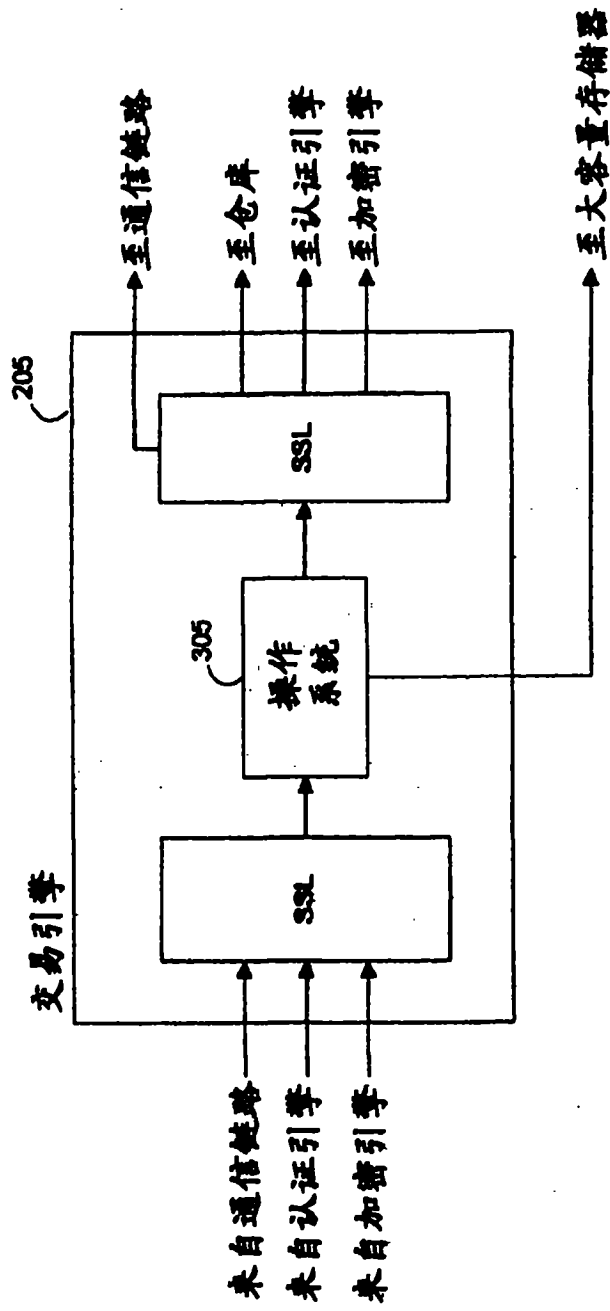 交易引擎
205
来自通信链路
来自认证引擎
来自加密引擎
SSL
305
操作
系统
SSL
至通信链路
至仓库
至认证引擎
至加密引擎
至大容量存储器